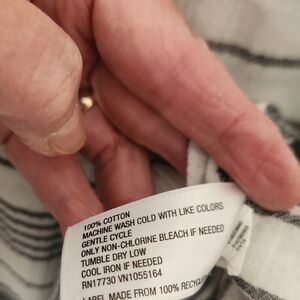 100% COTTON
MACHINE WASH COLD WITH LIKE COLORS
GENTLE CYCLE
ONLY NON-CHLORINE BLEACH IF NEEDED
TUMBLE DRY LOW
COOL IRON IF NEEDED
RN17730 VN1055164
LABEL MADE FROM 100% RECYCL